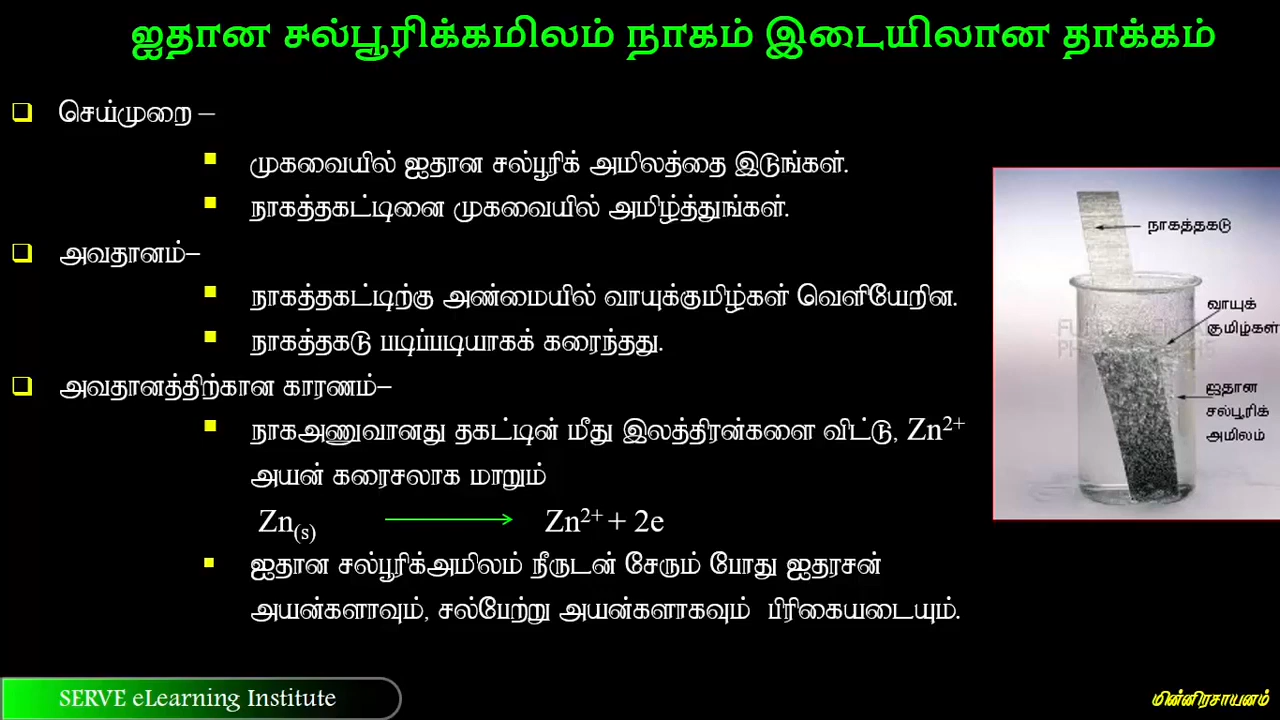 ஐதான சல்பூரிக்கமிலம் நாகம் இடையிலான தாக்கம்
செய்முறை –
முகவையில் ஐதான சல்பூரிக் அமிலத்தை இடுங்கள்.
நாகத்தகட்டினை முகவையில் அமிழ்த்துங்கள்.
அவதானம்–
நாகத்தகட்டிற்கு அண்மையில் வாயுக்குமிழ்கள் வெளியேறின.
நாகத்தகடு படிப்படியாகக் கரைந்தது.
அவதானத்திற்கான காரணம்–
நாகஅணுவானது தகட்டின் மீது இலத்திரன்களை விட்டு, Zn²⁺
அயன் கரைசலாக மாறும்
Zn(s) ⟶ Zn²⁺ + 2e
ஐதான சல்பூரிக்அமிலம் நீருடன் சேரும் போது ஐதரசன்
அயன்களாவும், சல்பேற்று அயன்களாகவும் பிரிகையடையும்.
நாகத்தகடு
வாயுக்
குமிழ்கள்
ஐதான
சல்பூரிக்
அமிலம்
SERVE eLearning Institute
மின்னிரசாயனம்